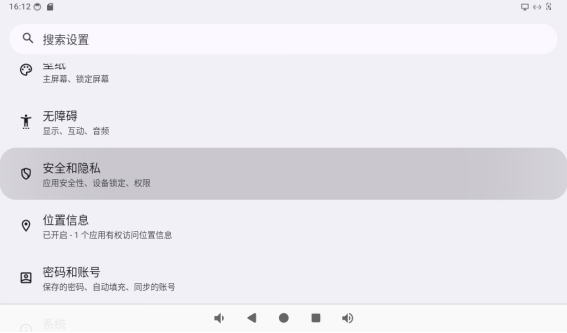 16:12
搜索设置
壁纸
主屏幕、锁定屏幕
无障碍
显示、互动、音频
安全和隐私
应用安全性、设备锁定、权限
位置信息
已开启 - 1 个应用有权访问位置信息
密码和账号
保存的密码、自动填充、同步的账号
系统